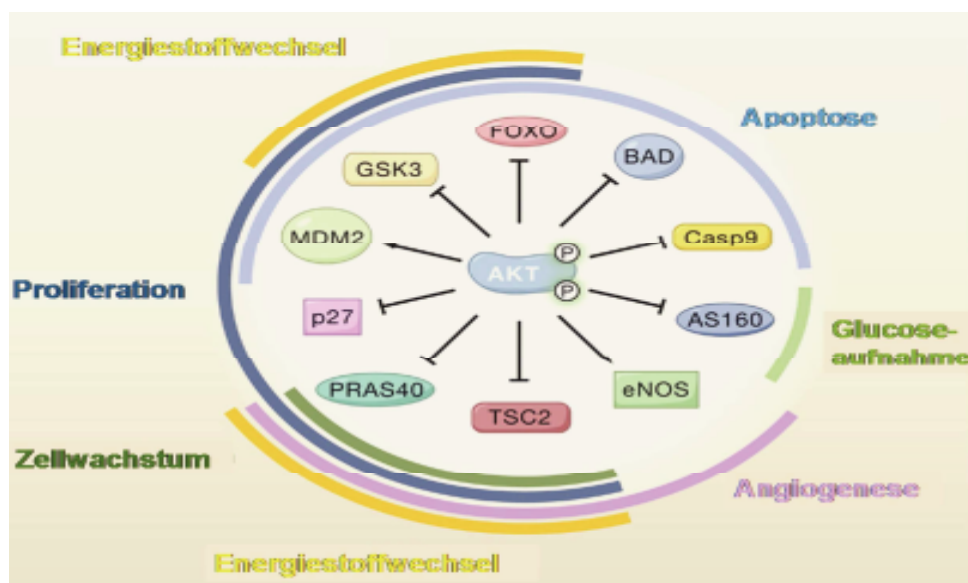 Energiestoffwechsel
Apoptose
FOXO
BAD
GSK3
MDM2
Casp9
AKT
P
P
Proliferation
p27
AS160
Glucose-
aufnahme
PRAS40
eNOS
TSC2
Zellwachstum
Angiogenese
Energiestoffwechsel